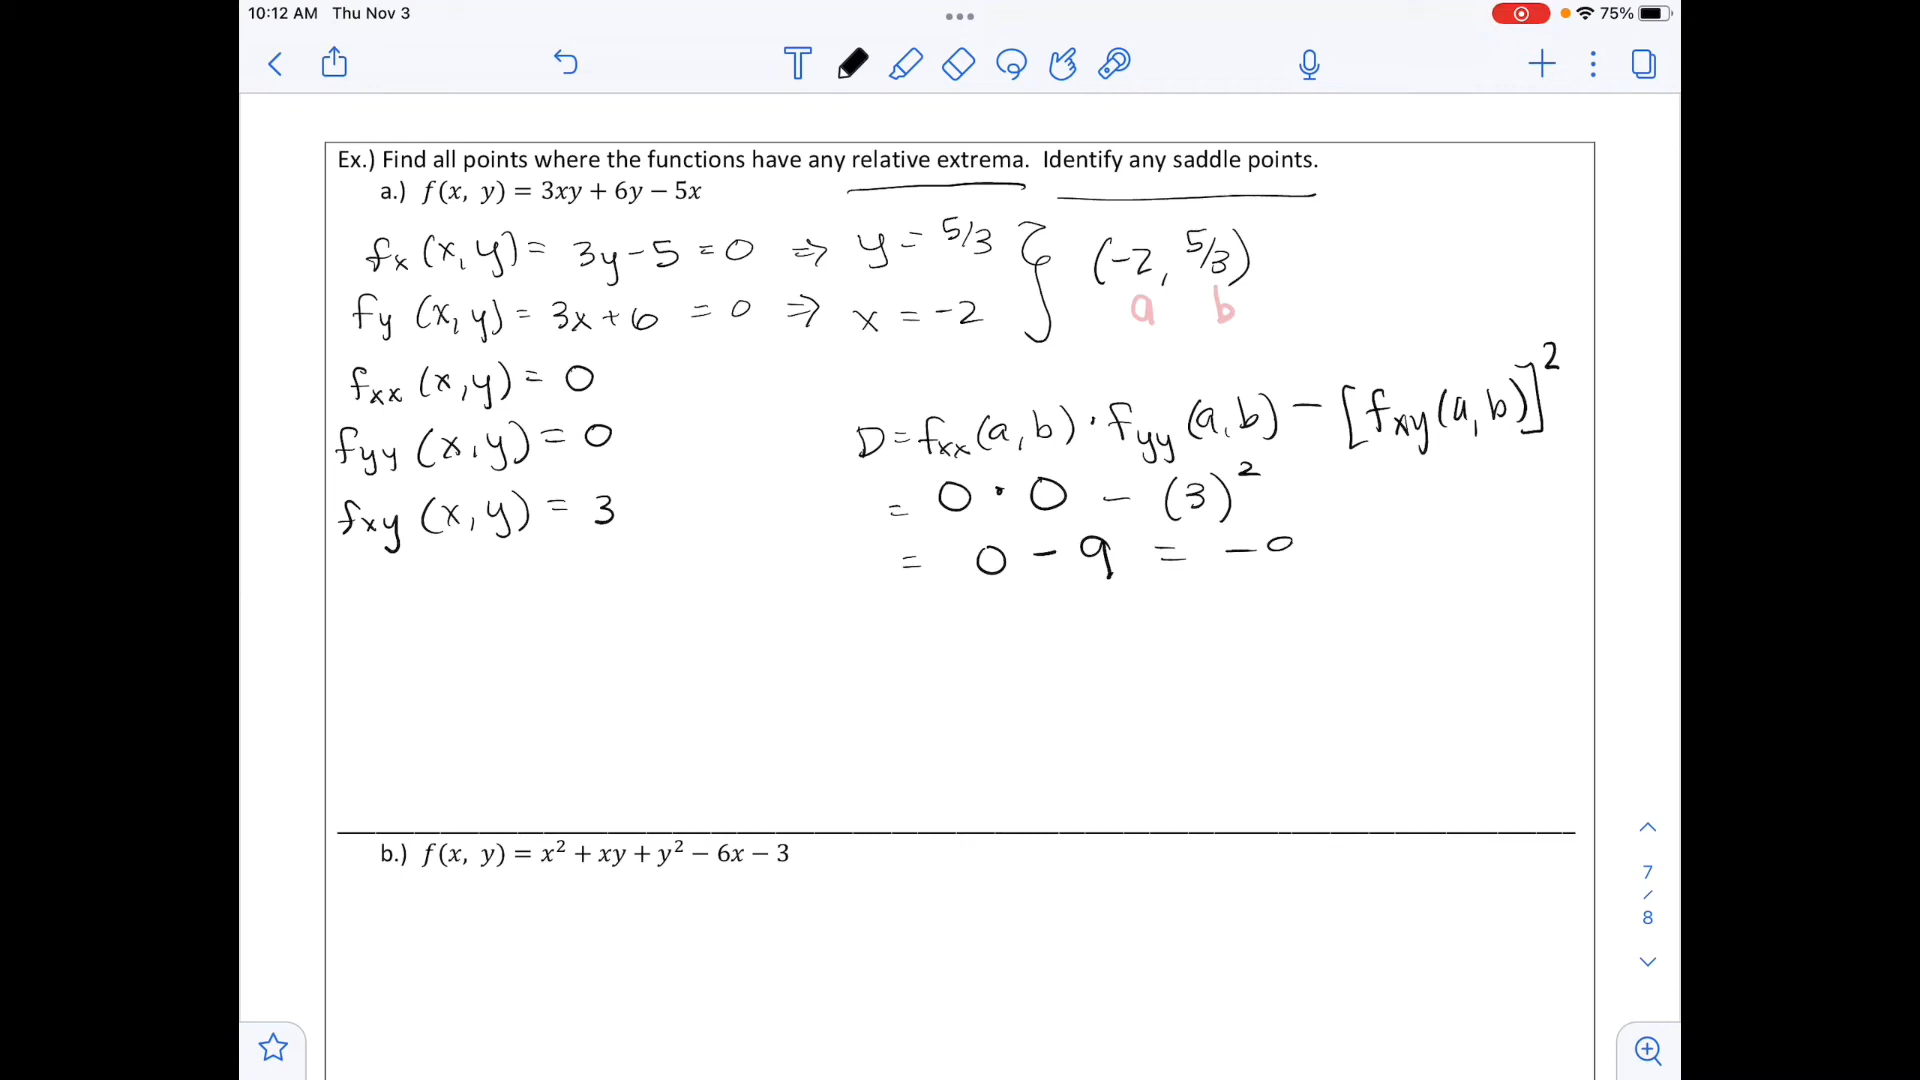 10:12 AM Thu Nov 3
75%
Ex.) Find all points where the functions have any relative extrema. Identify any saddle points.
a.) f(x, y) = 3xy + 6y − 5x
fx (x, y) = 3y - 5 = 0 ⇒ y = 5/3 } (-2, 5/3)
fy (x, y) = 3x + 6 = 0 ⇒ x = -2
a b
fxx (x, y) = 0
D = fxx (a, b) · fyy (a, b) − [fxy (a, b)]²
fyy (x, y) = 0
= 0 · 0 − (3)²
fxy (x, y) = 3
= 0 − 9 = − 0
b.) f(x, y) = x² + xy + y² − 6x − 3
7
/
8